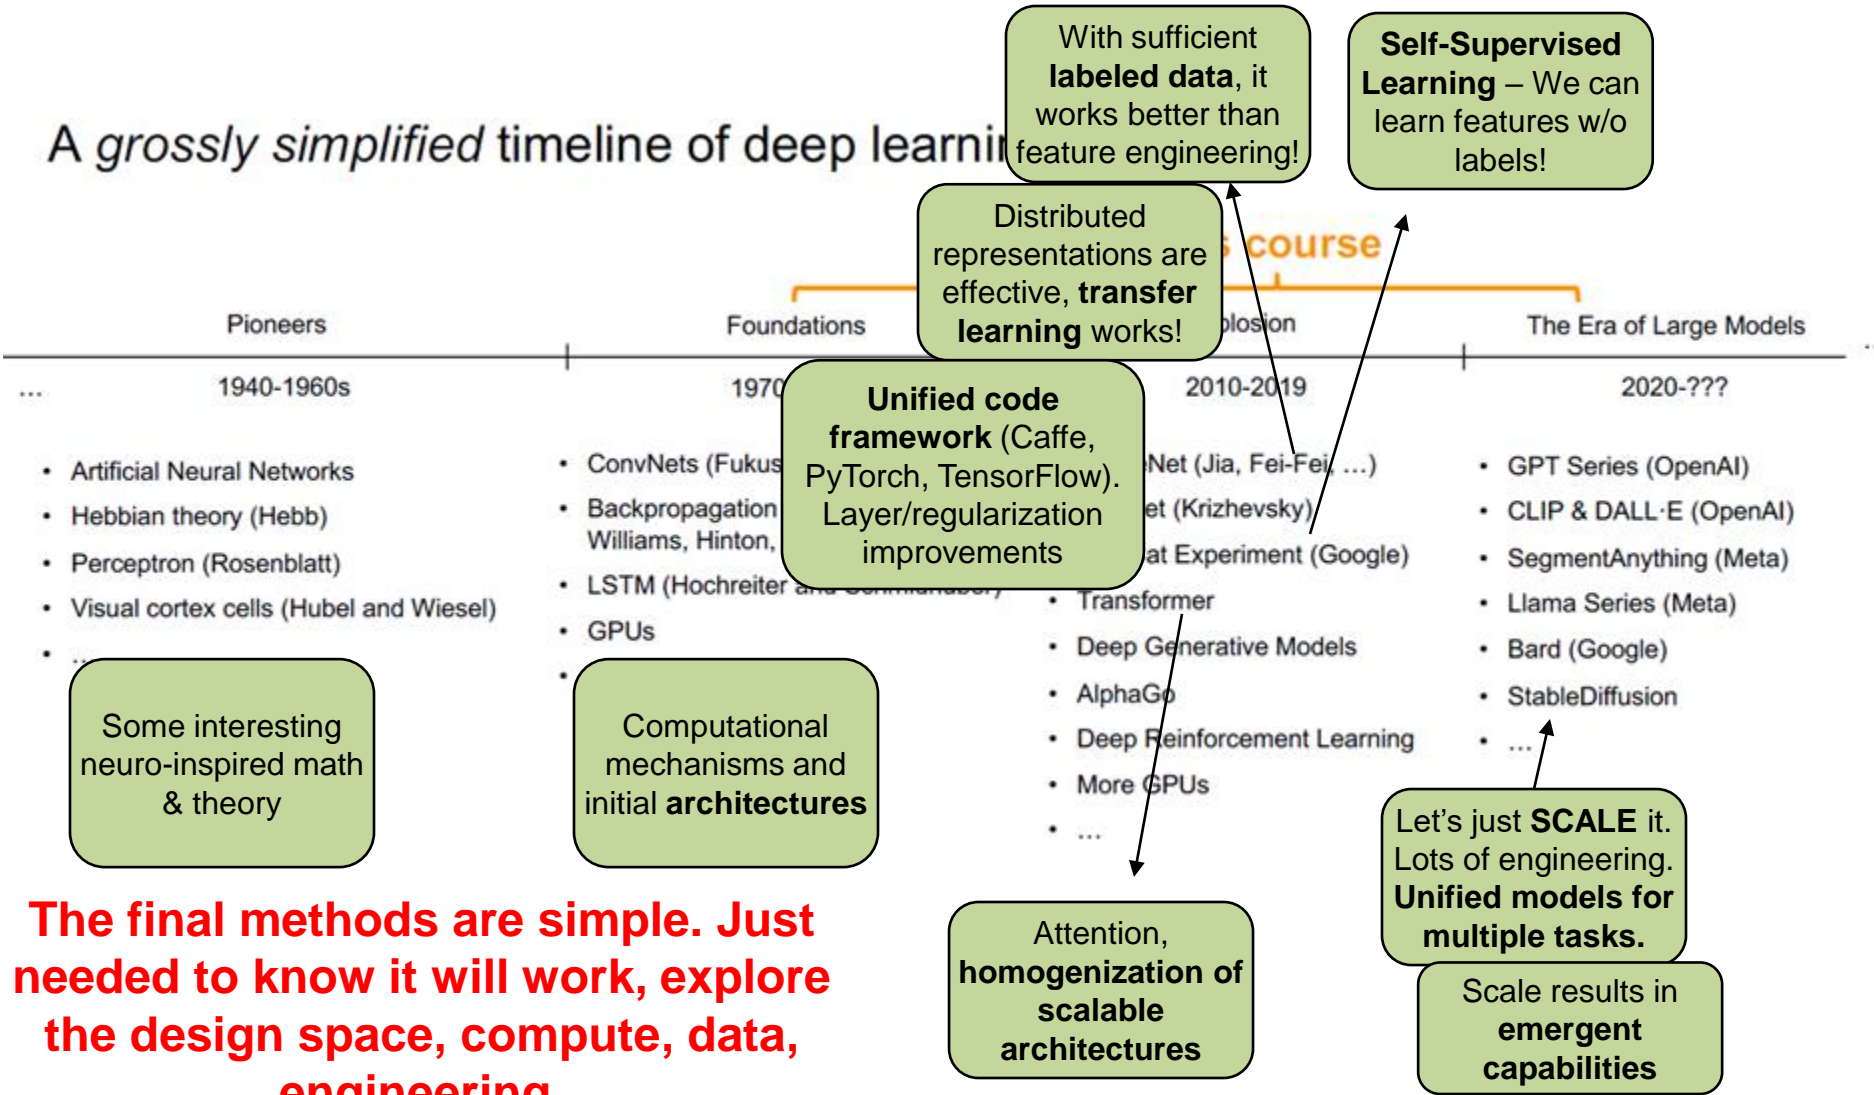 A grossly simplified timeline of deep
With sufficient
labeled data, it
works better than
feature engineering!
Self-Supervised
Learning – We can
learn features w/o
labels!
Distributed
representations are
effective, transfer
learning works!
course
Pioneers
Foundations
The Era of Large Models
...
1940-1960s
2010-2019
2020-???
Unified code
framework (Caffe,
PyTorch, TensorFlow).
Layer/regularization
improvements
• Artificial Neural Networks
• Hebbian theory (Hebb)
• Perceptron (Rosenblatt)
• Visual cortex cells (Hubel and Wiesel)
• ...
• ConvNets
• Backpropagation
Williams, Hinton,
• LSTM (Hochreiter and Schmidhuber)
• GPUs
•
(Jia, Fei-Fei, ...)
(Krizhevsky)
Experiment (Google)
• Transformer
• Deep Generative Models
• AlphaGo
• Deep Reinforcement Learning
• More GPUs
• ...
• GPT Series (OpenAI)
• CLIP & DALL·E (OpenAI)
• SegmentAnything (Meta)
• Llama Series (Meta)
• Bard (Google)
• StableDiffusion
• ...
Some interesting
neuro-inspired math
& theory
Computational
mechanisms and
initial architectures
Attention,
homogenization of
scalable
architectures
Let's just SCALE it.
Lots of engineering.
Unified models for
multiple tasks.
Scale results in
emergent
capabilities
The final methods are simple. Just
needed to know it will work, explore
the design space, compute, data,
engineering